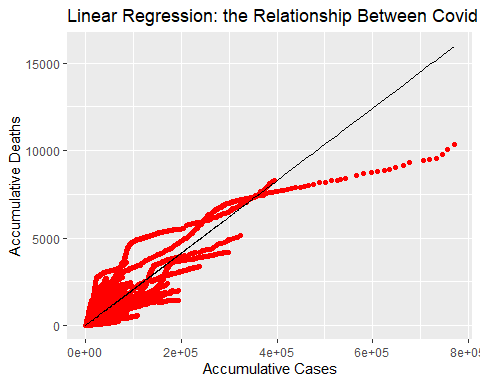 Linear Regression: the Relationship Between Covid
Accumulative Deaths
15000
10000
5000
0
0e+00 2e+05 4e+05 6e+05 8e+05
Accumulative Cases